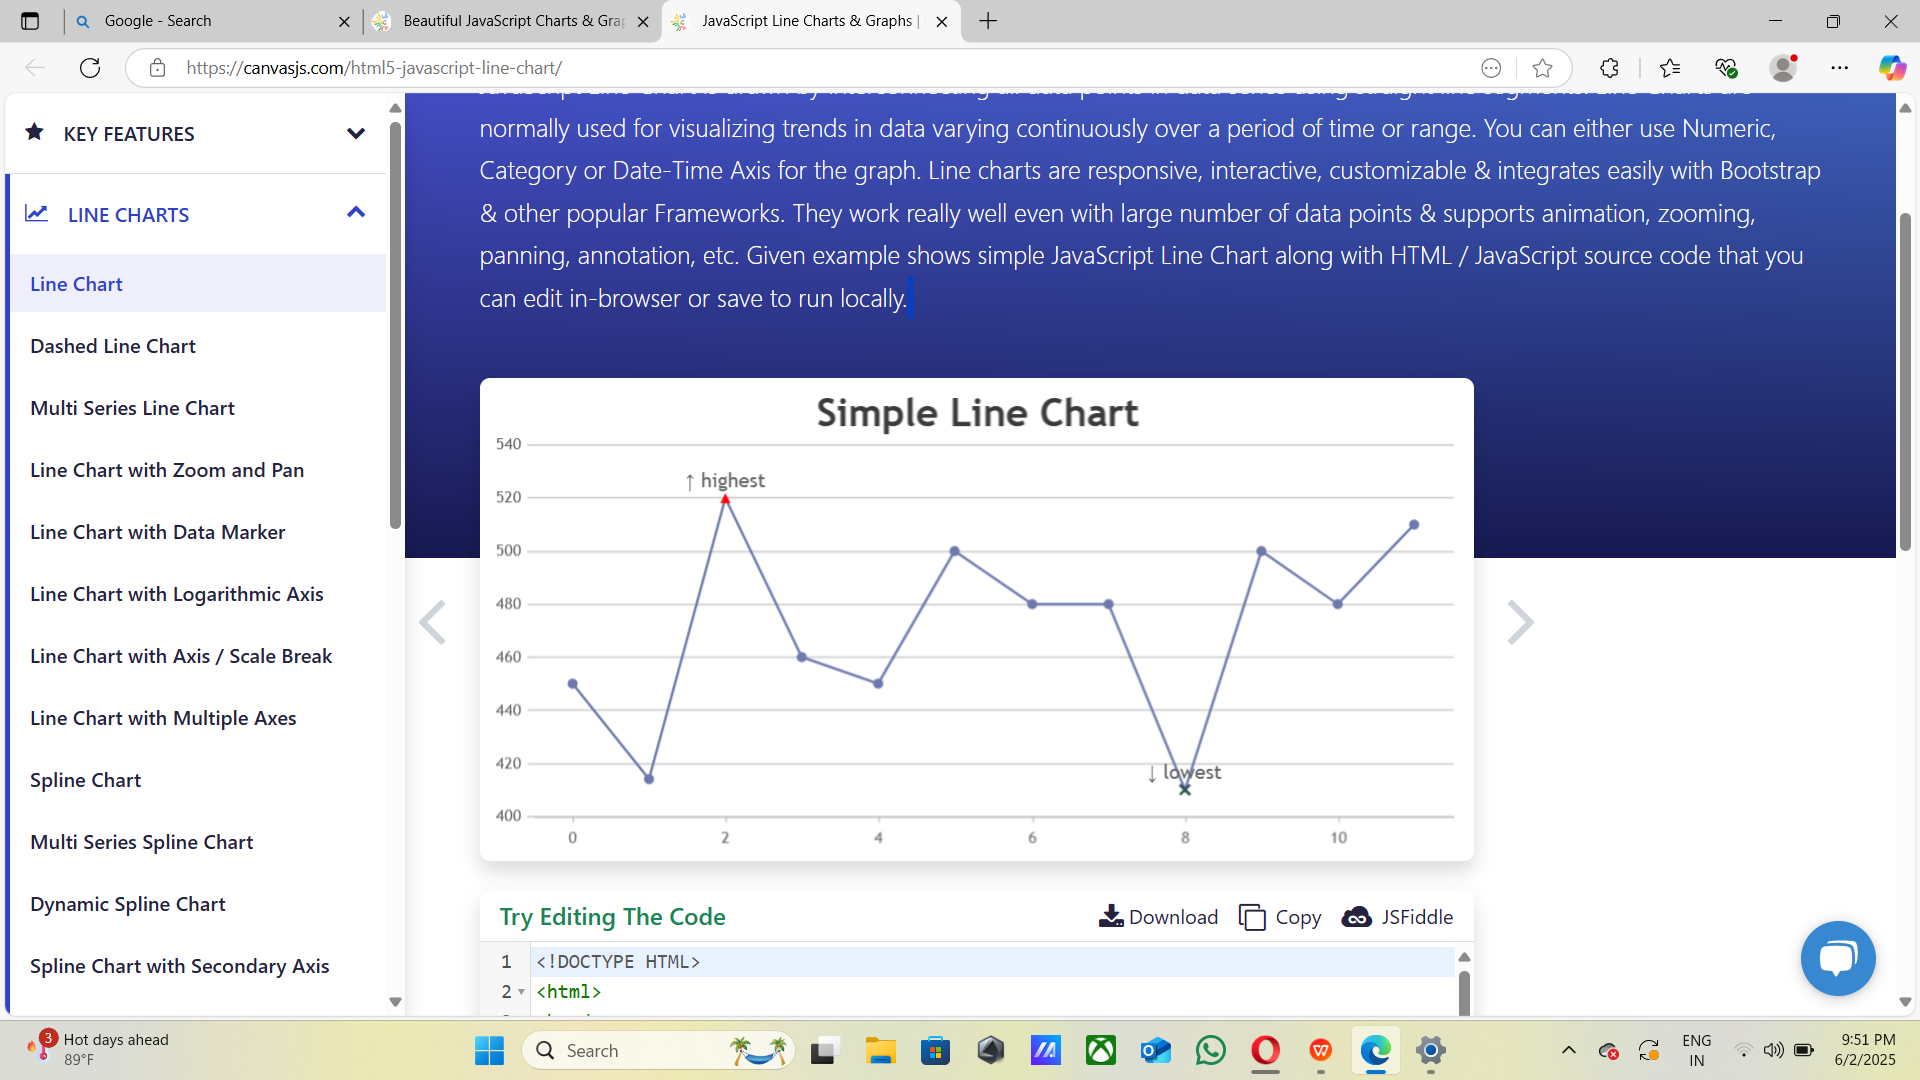 Google - Search
Beautiful JavaScript Charts & Gra
JavaScript Line Charts & Graphs |
https://canvasjs.com/html5-javascript-line-chart/
KEY FEATURES
LINE CHARTS
Line Chart
Dashed Line Chart
Multi Series Line Chart
Line Chart with Zoom and Pan
Line Chart with Data Marker
Line Chart with Logarithmic Axis
Line Chart with Axis / Scale Break
Line Chart with Multiple Axes
Spline Chart
Multi Series Spline Chart
Dynamic Spline Chart
Spline Chart with Secondary Axis
normally used for visualizing trends in data varying continuously over a period of time or range. You can either use Numeric,
Category or Date-Time Axis for the graph. Line charts are responsive, interactive, customizable & integrates easily with Bootstrap
& other popular Frameworks. They work really well even with large number of data points & supports animation, zooming,
panning, annotation, etc. Given example shows simple JavaScript Line Chart along with HTML / JavaScript source code that you
can edit in-browser or save to run locally.
Simple Line Chart
540
520
500
480
460
440
420
400
↑ highest
↓ lowest
0 2 4 6 8 10
Try Editing The Code
Download
Copy
JSFiddle
1 <!DOCTYPE HTML>
2 <html>
3
Hot days ahead
89°F
Search
ENG
IN
9:51 PM
6/2/2025